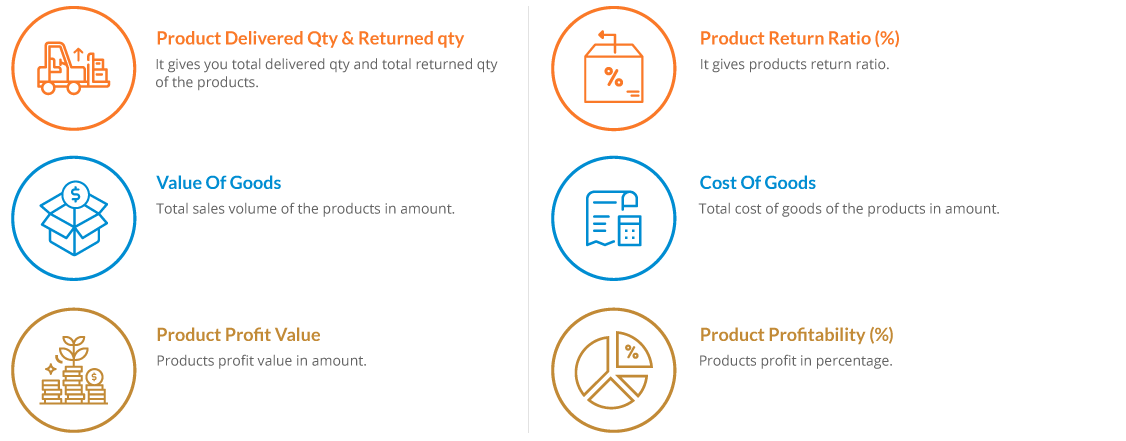 Product Delivered Qty & Returned qty
It gives you total delivered qty and total returned qty
of the products.
Product Return Ratio (%)
It gives products return ratio.
%
$
Value Of Goods
Total sales volume of the products in amount.
Cost Of Goods
Total cost of goods of the products in amount.
$
Product Profit Value
Products profit value in amount.
%
Product Profitability (%)
Products profit in percentage.